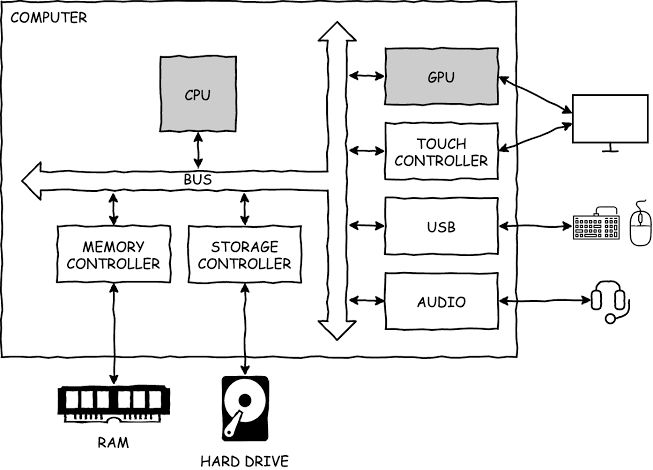 COMPUTER
CPU
GPU
TOUCH
CONTROLLER
BUS
USB
MEMORY
CONTROLLER
STORAGE
CONTROLLER
AUDIO
RAM
HARD DRIVE